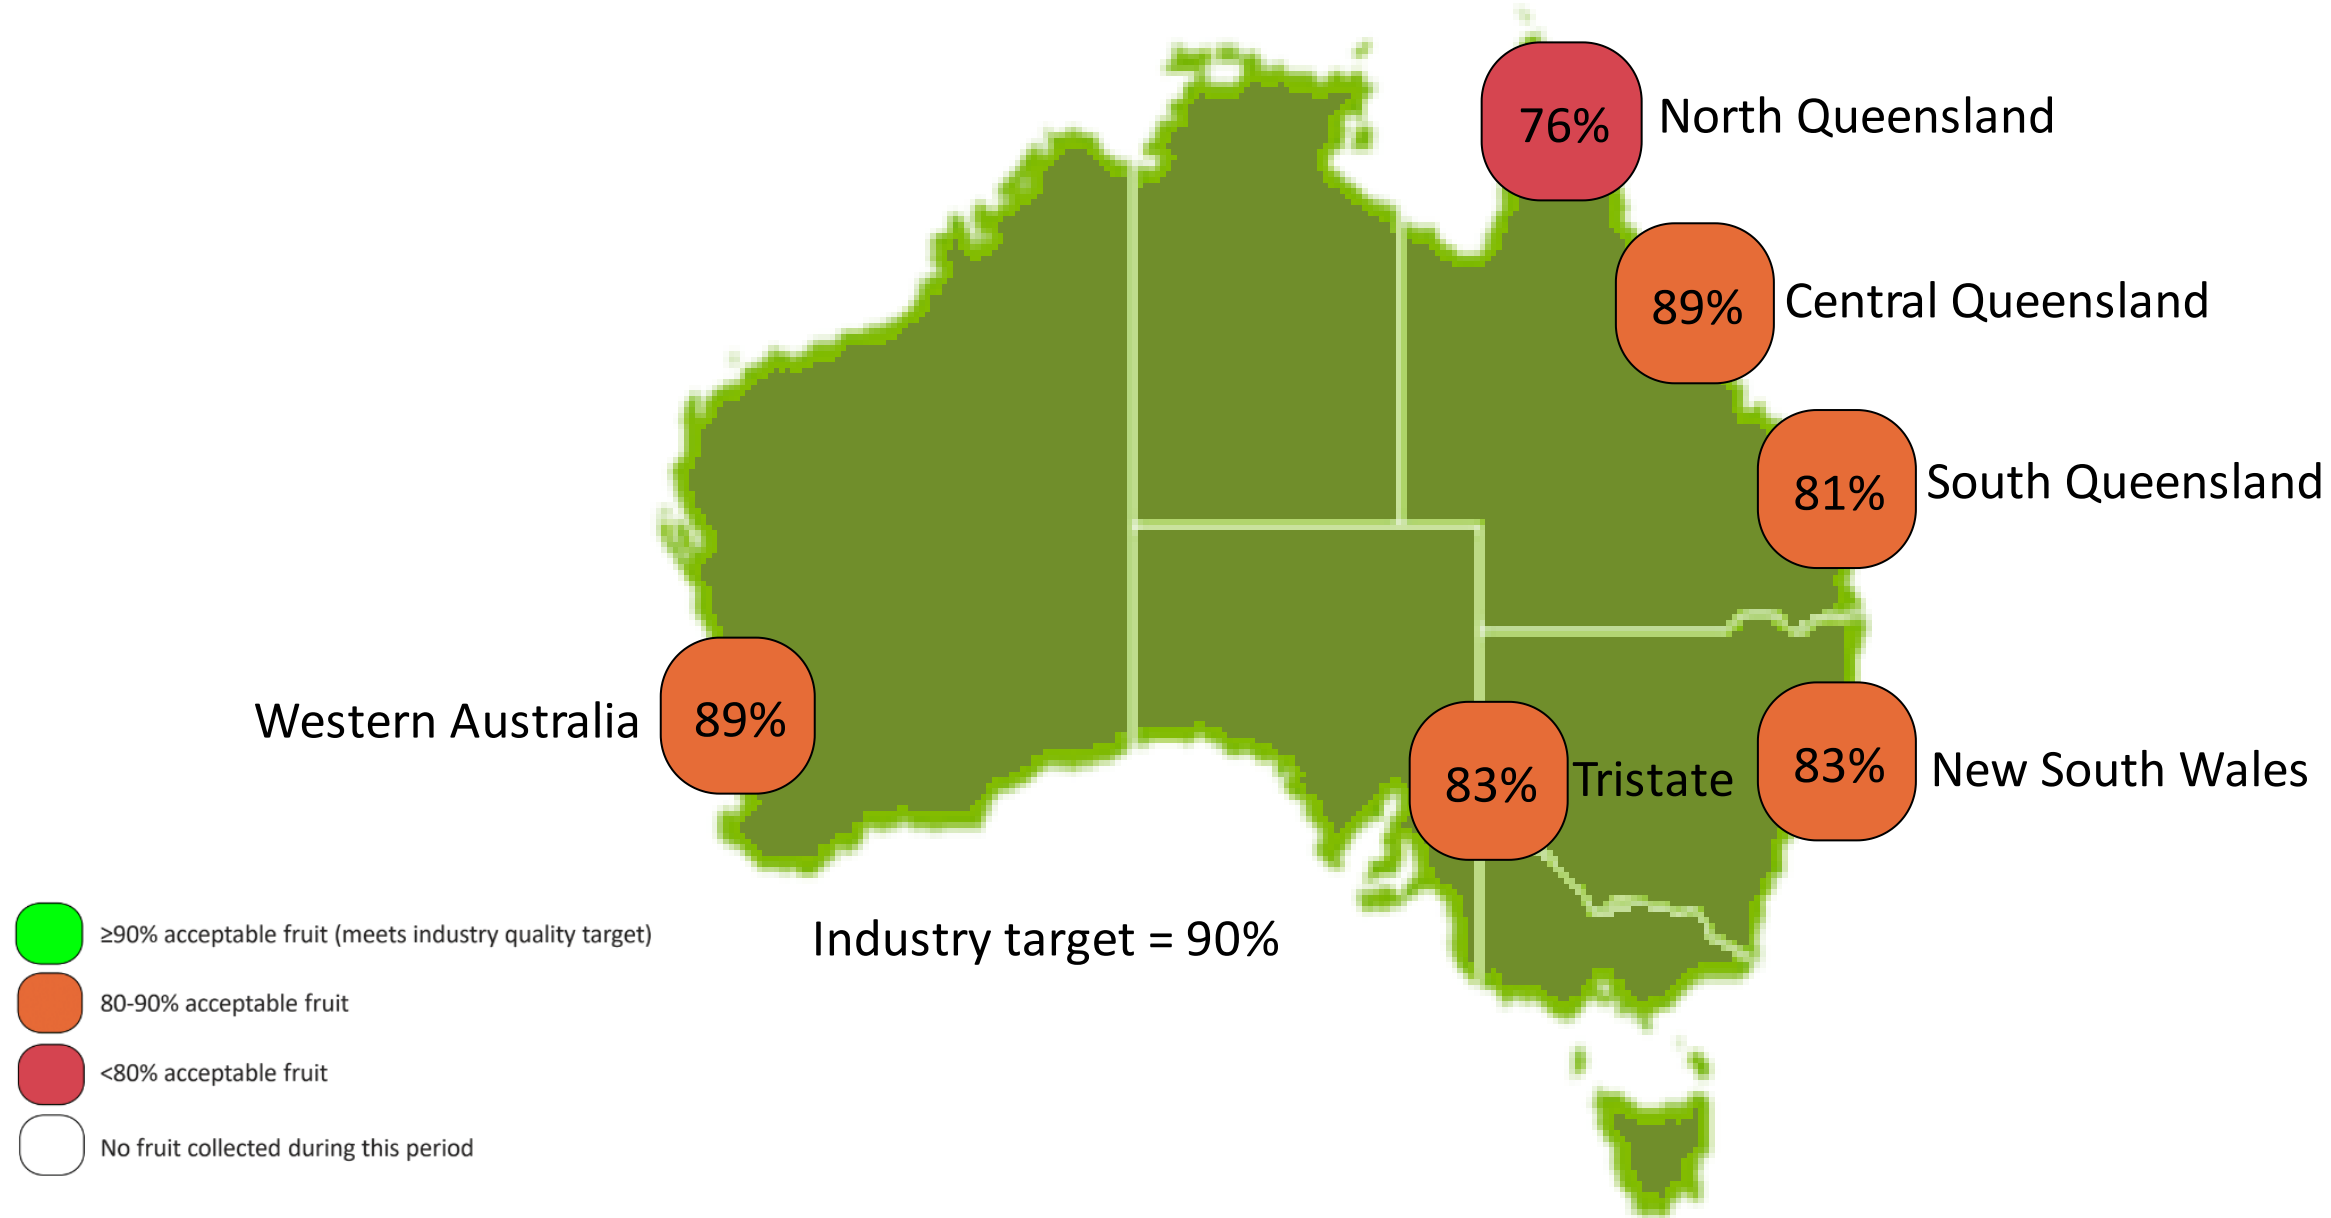 76% North Queensland
89% Central Queensland
81% South Queensland
Western Australia 89%
83% Tristate
83% New South Wales
Industry target = 90%
≥90% acceptable fruit (meets industry quality target)
80-90% acceptable fruit
<80% acceptable fruit
No fruit collected during this period